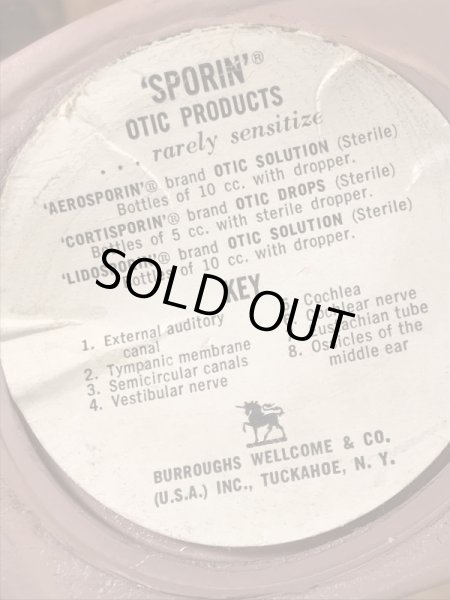 'SPORIN'®
OTIC PRODUCTS
... rarely sensitize
'AEROSPORIN'® brand OTIC SOLUTION (Sterile)
Bottles of 10 cc. with dropper.
'CORTISPORIN'® brand OTIC DROPS (Sterile)
Bottles of 5 cc. with sterile dropper.
'LIDOSPORIN'® brand OTIC SOLUTION (Sterile)
Bottles of 10 cc. with dropper.
SOLD OUT
KEY
1. External auditory
canal
2. Tympanic membrane
3. Semicircular canals
4. Vestibular nerve
Cochlea
nerve
tube
8. Ossicles of the
middle ear
BURROUGHS WELLCOME & CO.
(U.S.A.) INC., TUCKAHOE, N. Y.